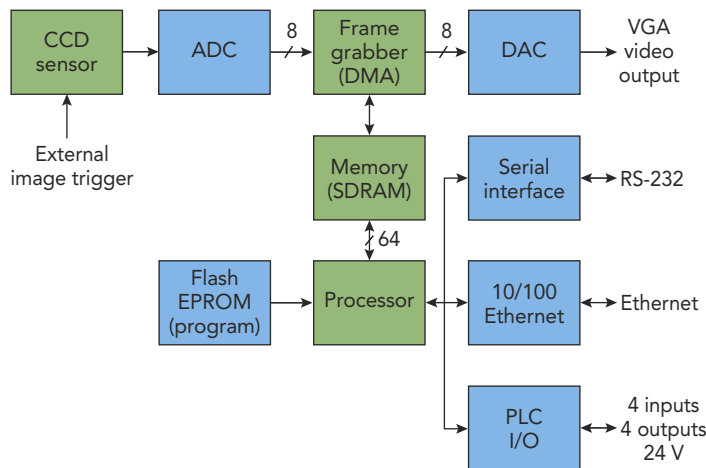 CCD
sensor
ADC
8
Frame
grabber
(DMA)
8
DAC
VGA
video
output
External
image trigger
Memory
(SDRAM)
Serial
interface
RS-232
64
Flash
EPROM
(program)
Processor
10/100
Ethernet
Ethernet
PLC
I/O
4 inputs
4 outputs
24 V